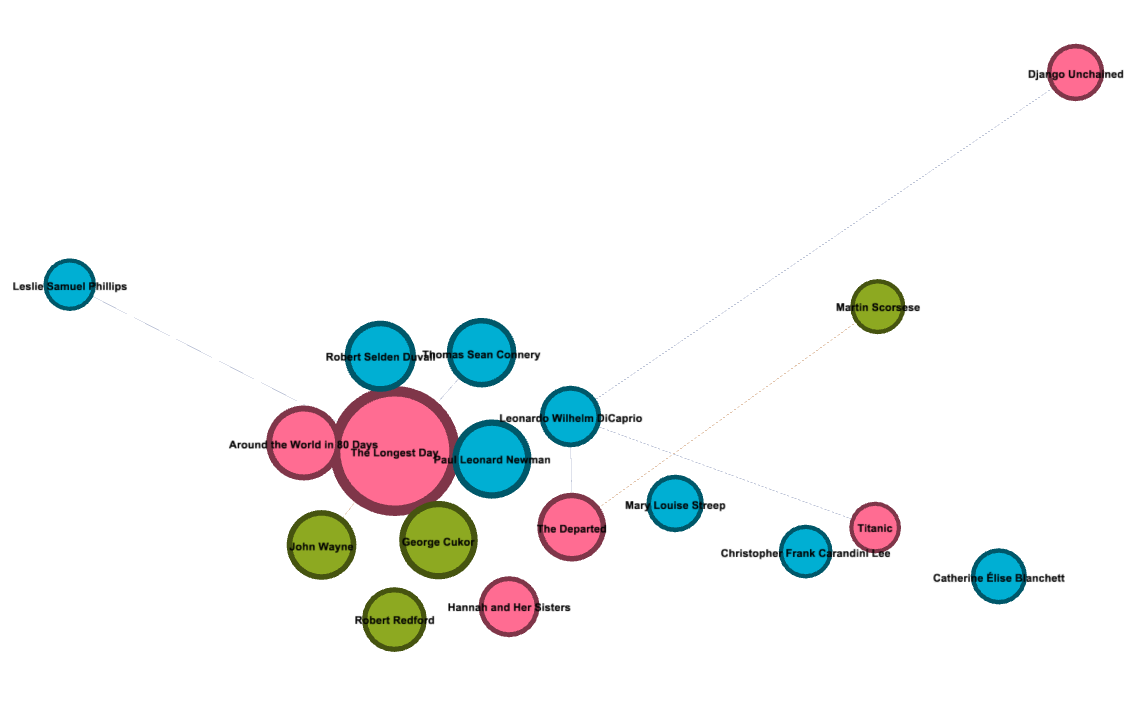 Django Unchained
Leslie Samuel Phillips
Martin Scorsese
Robert Selden Duvall
Thomas Sean Connery
Leonardo Wilhelm DiCaprio
Around the World in 80 Days
The Longest Day
Paul Leonard Newman
Mary Louise Streep
The Departed
Titanic
George Cukor
John Wayne
Christopher Frank Carandini Lee
Catherine Élise Blanchett
Hannah and Her Sisters
Robert Redford